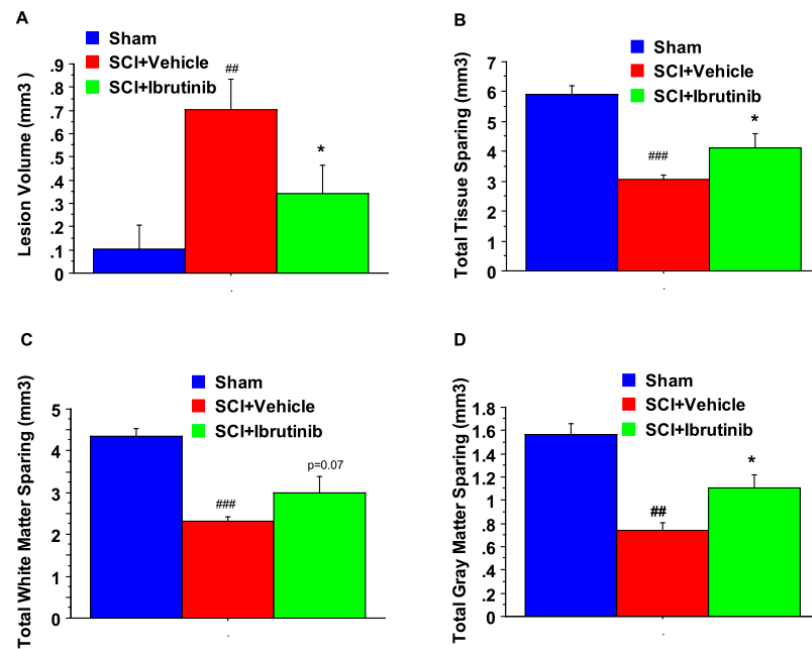 A
Sham
SCI+Vehicle
SCI+Ibrutinib
Lesion Volume (mm3 )
.9
.8
.7
.6
.5
.4
.3
.2
.1
0
##
*
B
Sham
SCI+Vehicle
SCI+Ibrutinib
Total Tissue Sparing (mm3)
7
6
5
4
3
2
1
0
###
*
C
Sham
SCI+Vehicle
SCI+Ibrutinib
Total White Matter Sparing (mm3)
5
4
3
2
1
0
###
p=0.07
D
Sham
SCI+Vehicle
SCI+Ibrutinib
Total Gray Matter Sparing (mm3)
1.8
1.6
1.4
1.2
1
.8
.6
.4
.2
0
##
*